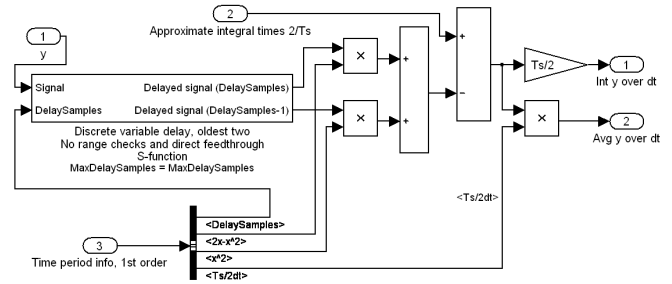 2
Approximate integral times 2/Ts
1
y
Signal
DelaySamples
Delayed signal (DelaySamples)
Delayed signal (DelaySamples-1)
Discrete variable delay, oldest two
No range checks and direct feedthrough
S-function
MaxDelaySamples = MaxDelaySamples
×
×
+
+
+
−
Ts/2
1
Int y over dt
×
2
Avg y over dt
<Ts/2dt>
3
Time period info, 1st order
<DelaySamples>
<2x-x^2>
<x^2>
<Ts/2dt>